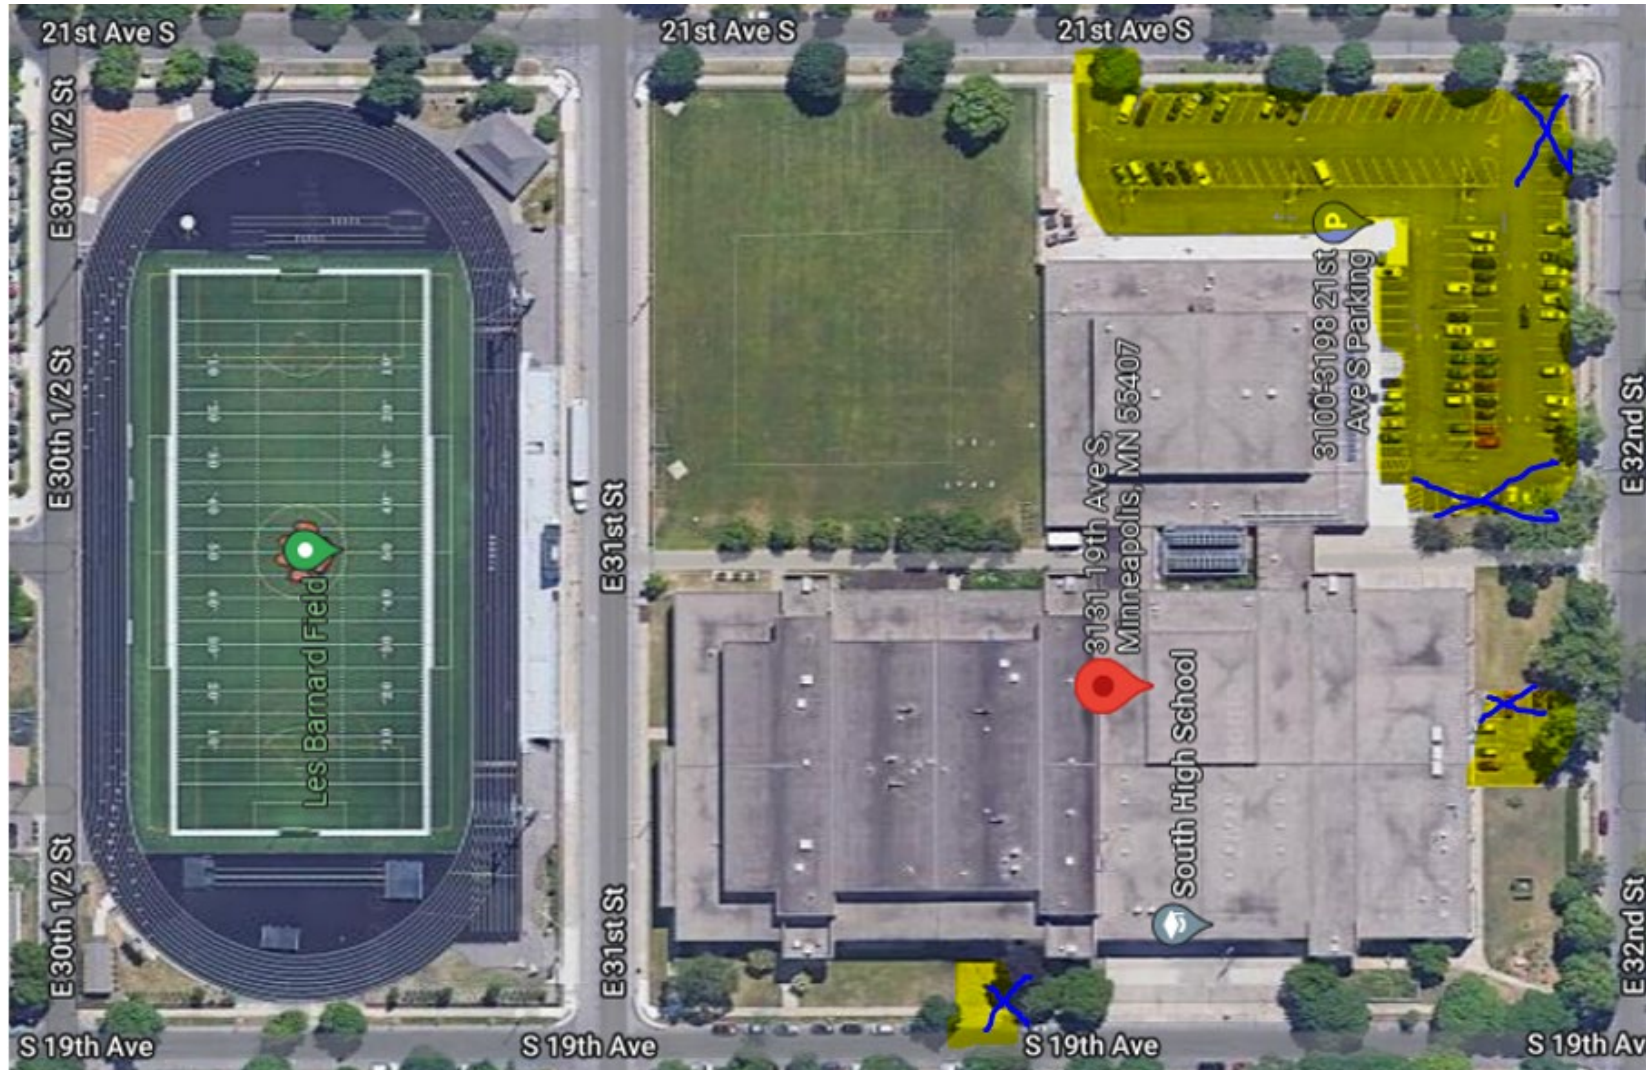 21st Ave S
21st Ave S
21st Ave S
E 30th 1/2 St
E 30th 1/2 St
E 30th 1/2 St
E 31st St
E 31st St
E 32nd St
E 32nd St
Les Barnard Field
3100-3198 21st
Ave S Parking
P
3131 19th Ave S,
Minneapolis, MN 55407
South High School
S 19th Ave
S 19th Ave
S 19th Ave
S 19th Av